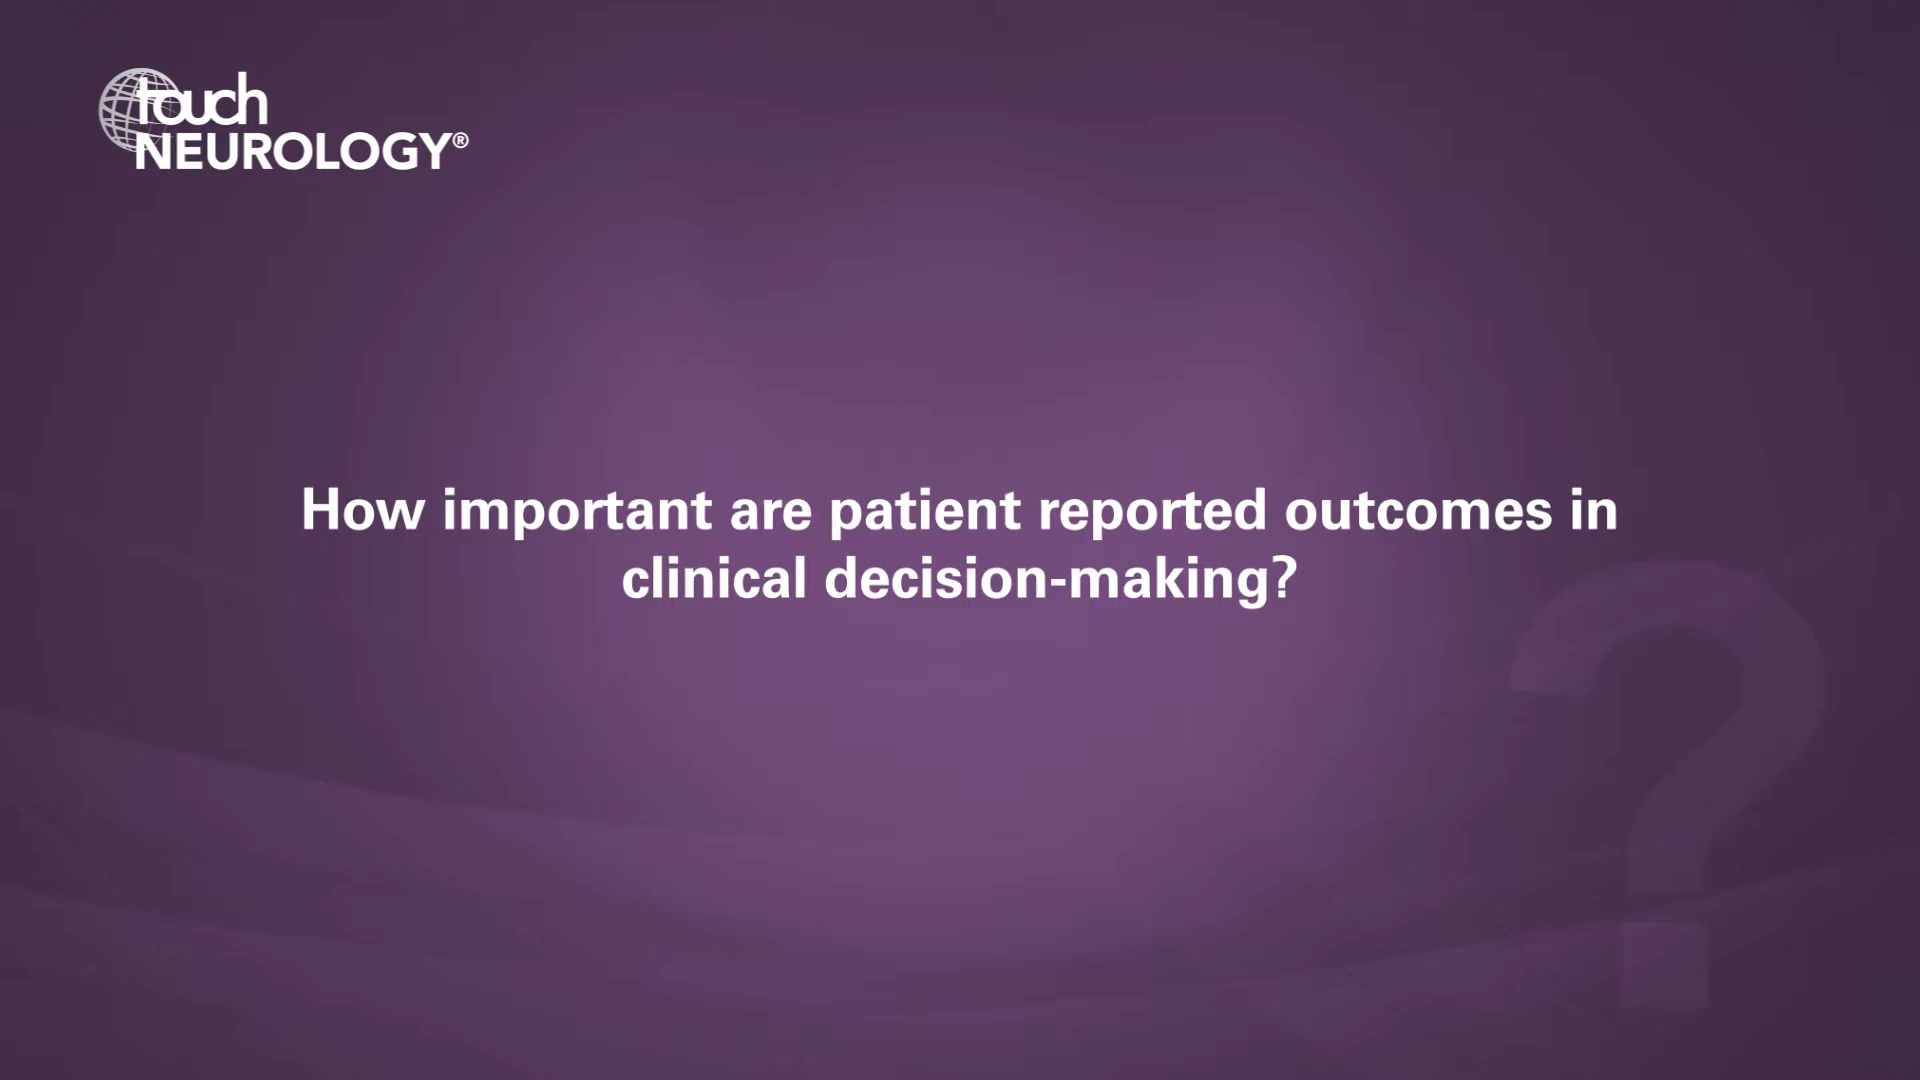 touch
NEUROLOGY®
How important are patient reported outcomes in
clinical decision-making?
?